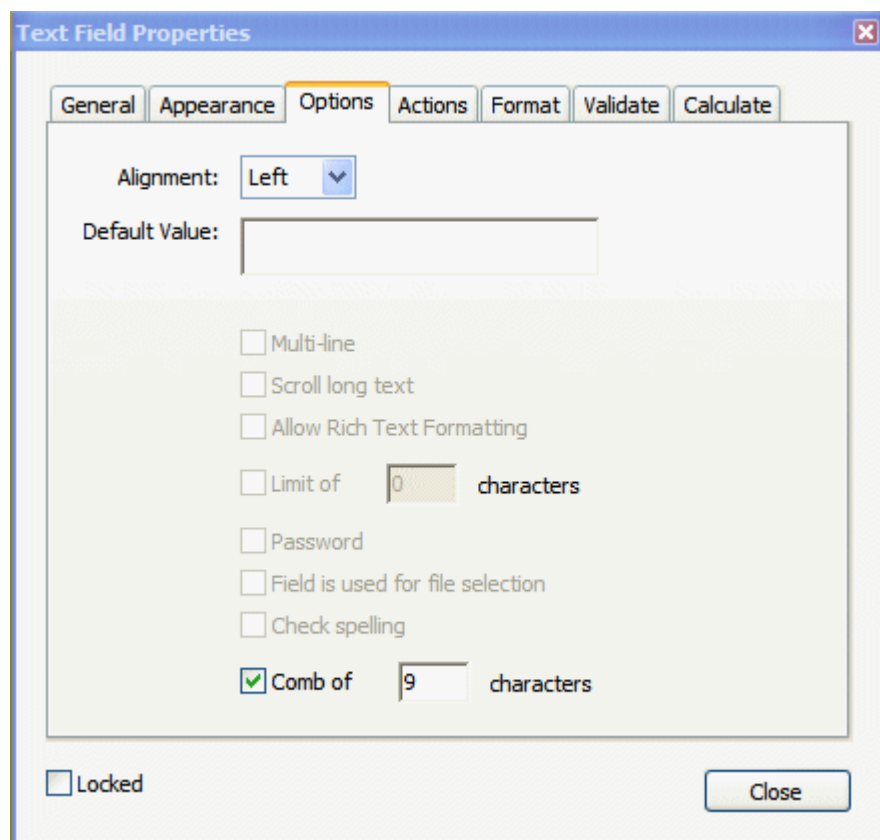 Text Field Properties
General Appearance Options Actions Format Validate Calculate
Alignment: Left
Default Value:
Multi-line
Scroll long text
Allow Rich Text Formatting
Limit of 0 characters
Password
Field is used for file selection
Check spelling
Comb of 9 characters
Locked
Close